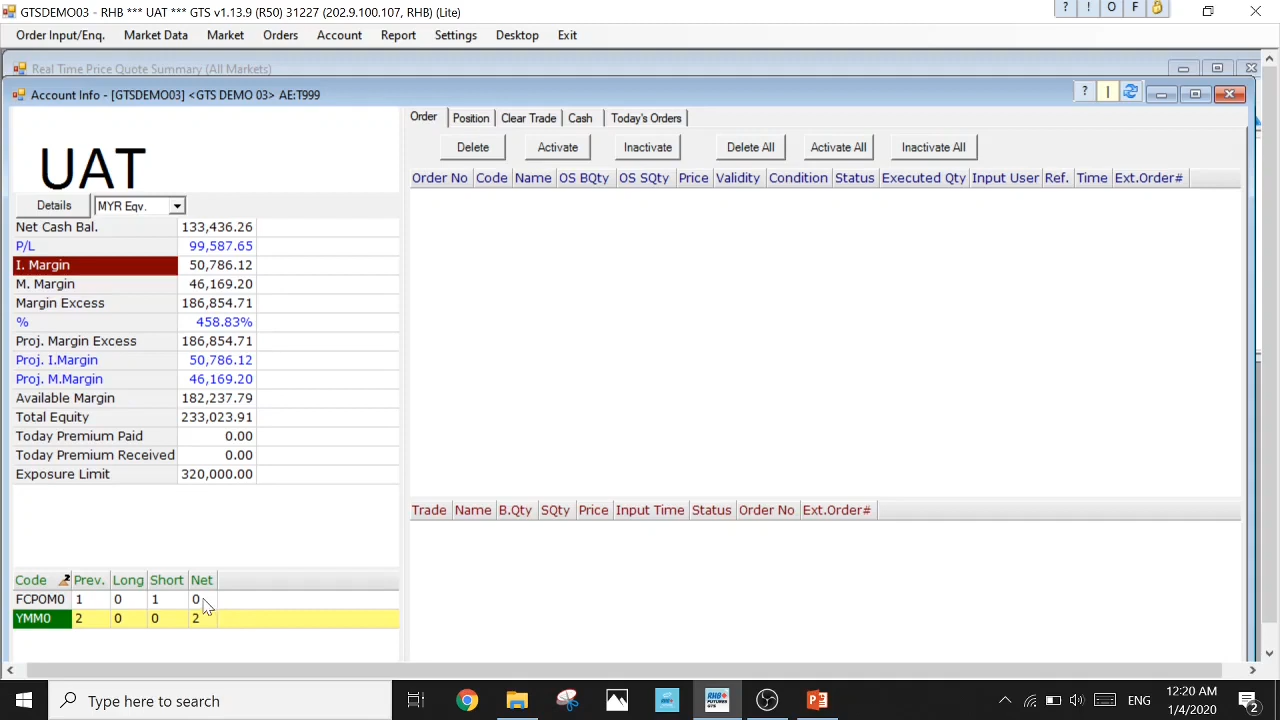 GTSDEMO03 - RHB *** UAT *** GTS v1.13.9 (R50) 31227 (202.9.100.107, RHB) (Lite)
? ! O F
Order Input/Enq. Market Data Market Orders Account Report Settings Desktop Exit
Real Time Price Quote Summary (All Markets)
Account Info - [GTSDEMO03] <GTS DEMO 03> AE:T999
?
UAT
Details MYR Eqv.
Net Cash Bal. 133,436.26
P/L 99,587.65
I. Margin 50,786.12
M. Margin 46,169.20
Margin Excess 186,854.71
% 458.83%
Proj. Margin Excess 186,854.71
Proj. I.Margin 50,786.12
Proj. M.Margin 46,169.20
Available Margin 182,237.79
Total Equity 233,023.91
Today Premium Paid 0.00
Today Premium Received 0.00
Exposure Limit 320,000.00
Code Prev. Long Short Net
FCPOM0 1 0 1 0
YMM0 2 0 0 2
Order Position Clear Trade Cash Today's Orders
Delete Activate Inactivate Delete All Activate All Inactivate All
Order No Code Name OS BQty OS SQty Price Validity Condition Status Executed Qty Input User Ref. Time Ext.Order#
Trade Name B.Qty SQty Price Input Time Status Order No Ext.Order#
Type here to search
RHB FUTURES GTS
ENG
12:20 AM
1/4/2020
2